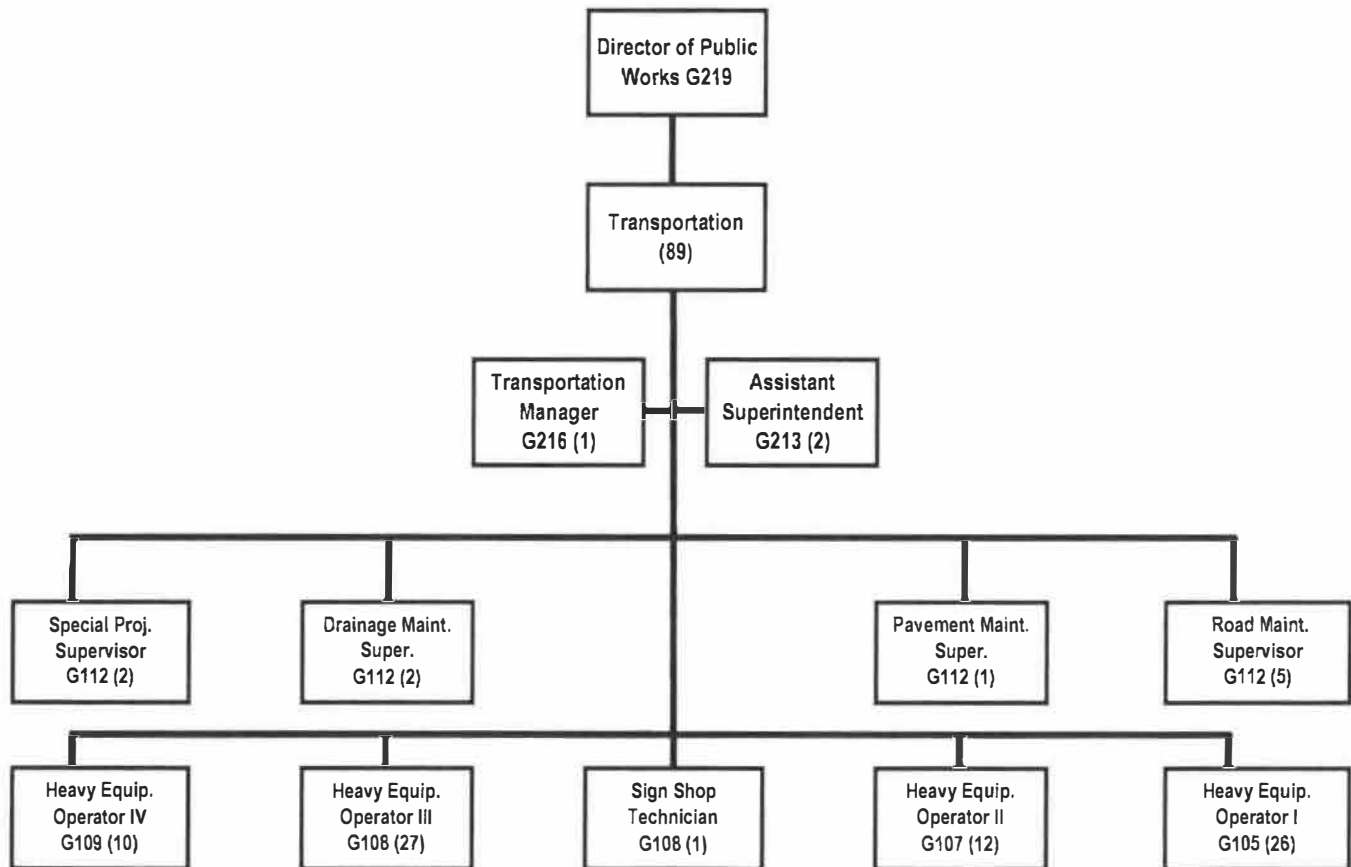 Director of Public
Works G219
Transportation
(89)
Transportation
Manager
G216 (1)
Assistant
Superintendent
G213 (2)
Special Proj.
Supervisor
G112 (2)
Drainage Maint.
Super.
G112 (2)
Pavement Maint.
Super.
G112 (1)
Road Maint.
Supervisor
G112 (5)
Heavy Equip.
Operator IV
G109 (10)
Heavy Equip.
Operator III
G108 (27)
Sign Shop
Technician
G108 (1)
Heavy Equip.
Operator II
G107 (12)
Heavy Equip.
Operator I
G105 (26)